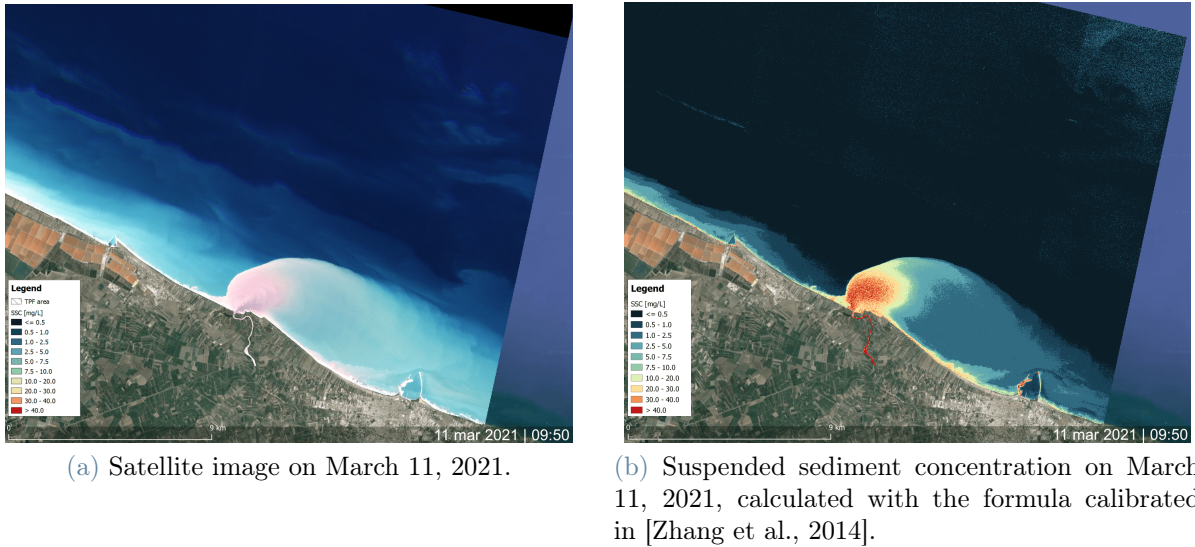 Legend
TPF area
SSC [mg/L]
<= 0.5
0.5 - 1.0
1.0 - 2.5
2.5 - 5.0
5.0 - 7.5
7.5 - 10.0
10.0 - 20.0
20.0 - 30.0
30.0 - 40.0
> 40.0
0
9 km
11 mar 2021 | 09:50
(a) Satellite image on March 11, 2021.
Legend
SSC [mg/L]
<= 0.5
0.5 - 1.0
1.0 - 2.5
2.5 - 5.0
5.0 - 7.5
7.5 - 10.0
10.0 - 20.0
20.0 - 30.0
30.0 - 40.0
> 40.0
0
9 km
11 mar 2021 | 09:50
(b) Suspended sediment concentration on March
11, 2021, calculated with the formula calibrated
in [Zhang et al., 2014].